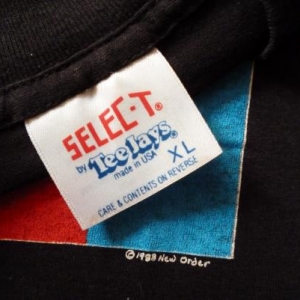 SELEC-T.®
by Tee Jays®
made in USA XL
CARE & CONTENTS ON REVERSE
© 1988 New Order